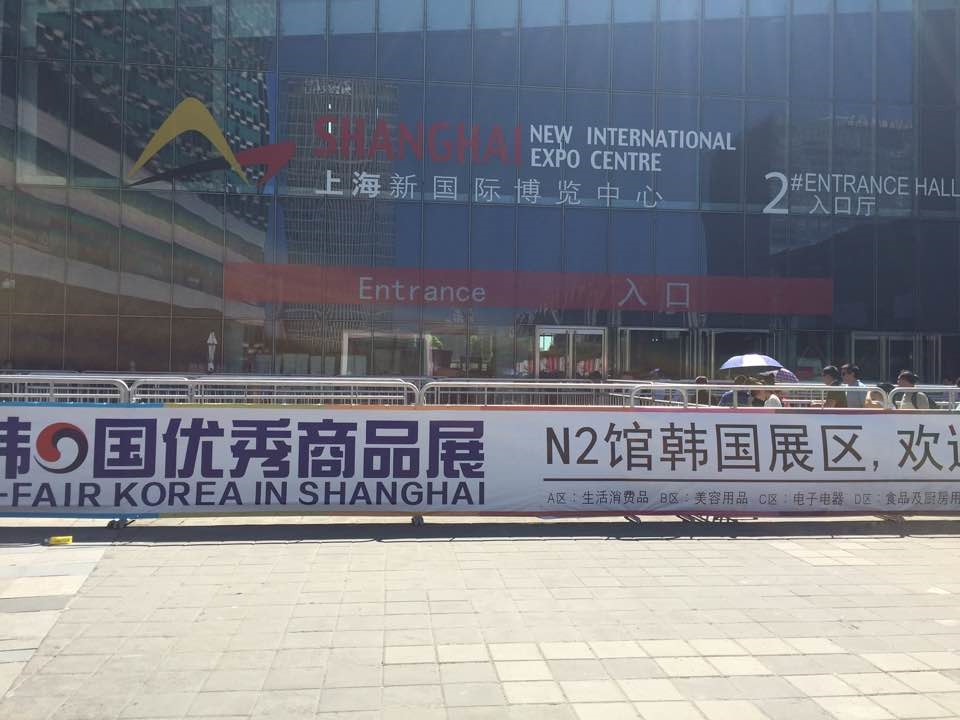 SHANGHAI NEW INTERNATIONAL
EXPO CENTRE
上海新国际博览中心
2#ENTRANCE HALL
入口厅
Entrance 入口
韩国优秀商品展
-FAIR KOREA IN SHANGHAI
N2馆韩国展区,欢迎
A区:生活消费品 B区:美容用品 C区:电子电器 D区:食品及厨房用